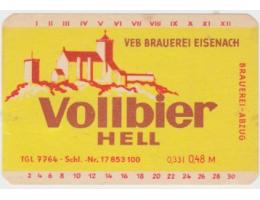 I II III IV V VI VII VIII IX X XI XII
VEB BRAUEREI EISENACH
BRAUEREI-ABZUG
Vollbier
HELL
TGL 7764 - Schl.-Nr. 17 853 100 0,33 l 0,48 M
2 4 6 8 10 12 14 16 18 20 22 24 26 28 30